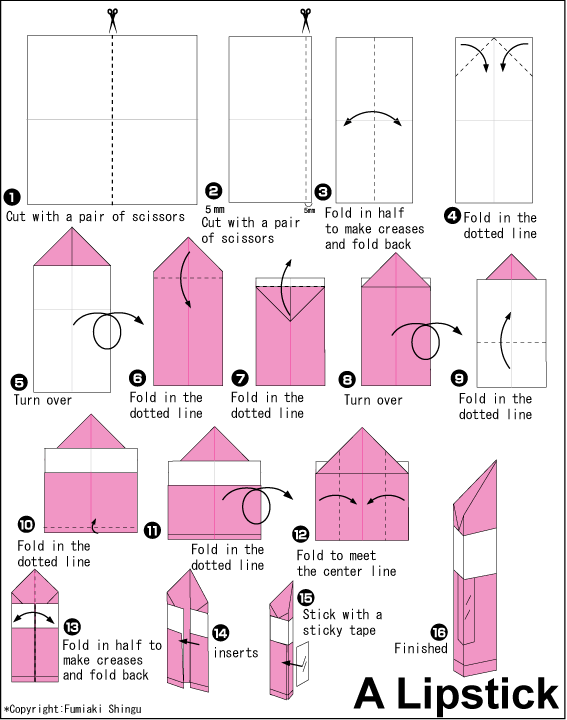 1
Cut with a pair of scissors
2
5mm
5mm
Cut with a pair
of scissors
3
Fold in half
to make creases
and fold back
4
Fold in the
dotted line
5
Turn over
6
Fold in the
dotted line
7
Fold in the
dotted line
8
Turn over
9
Fold in the
dotted line
10
Fold in the
dotted line
11
Fold in the
dotted line
12
Fold to meet
the center line
13
Fold in half to
make creases
and fold back
14
inserts
15
Stick with a
sticky tape
16
Finished
A Lipstick
*Copyright:Fumiaki Shingu